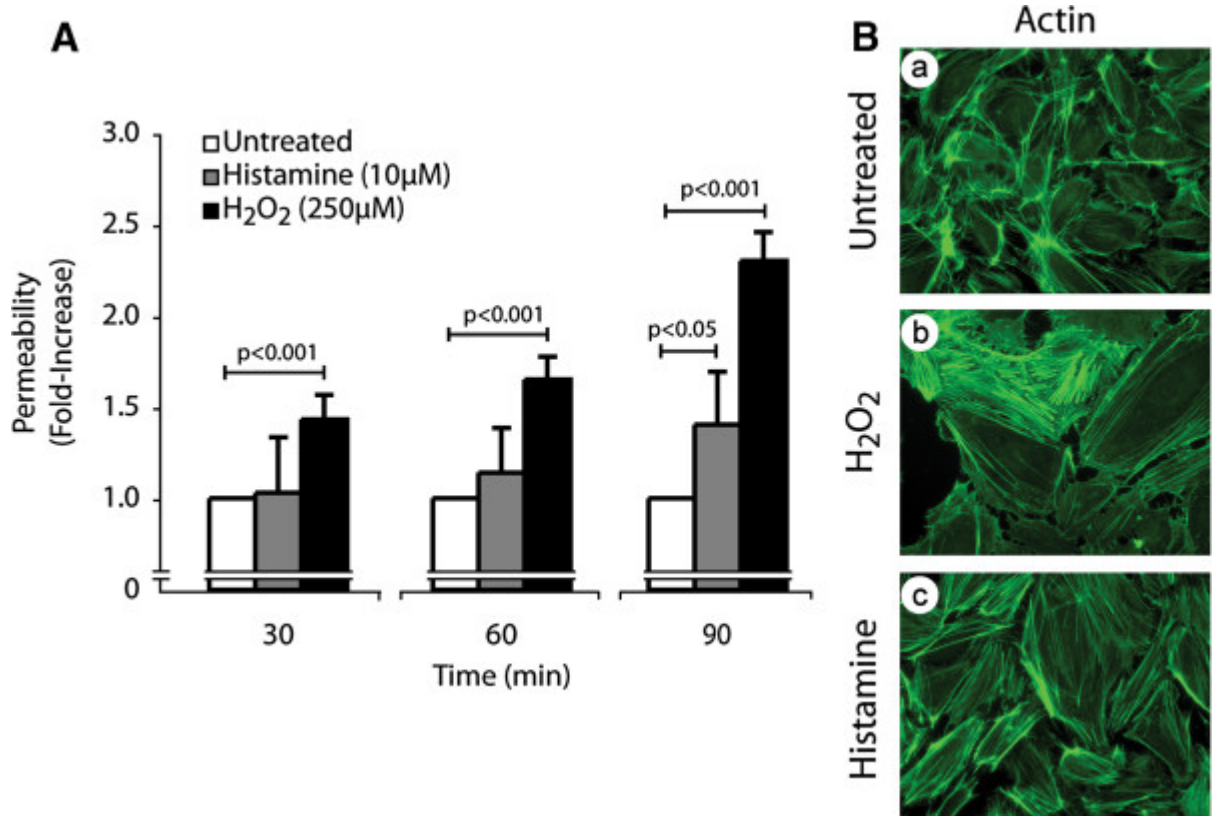 A
Permeability
(Fold-Increase)
3.0
2.5
2.0
1.5
1.0
0
Untreated
Histamine (10μM)
H₂O₂ (250μM)
p<0.001
p<0.001
p<0.05
p<0.001
30
60
90
Time (min)
B
Actin
Untreated
a
H₂O₂
b
Histamine
c